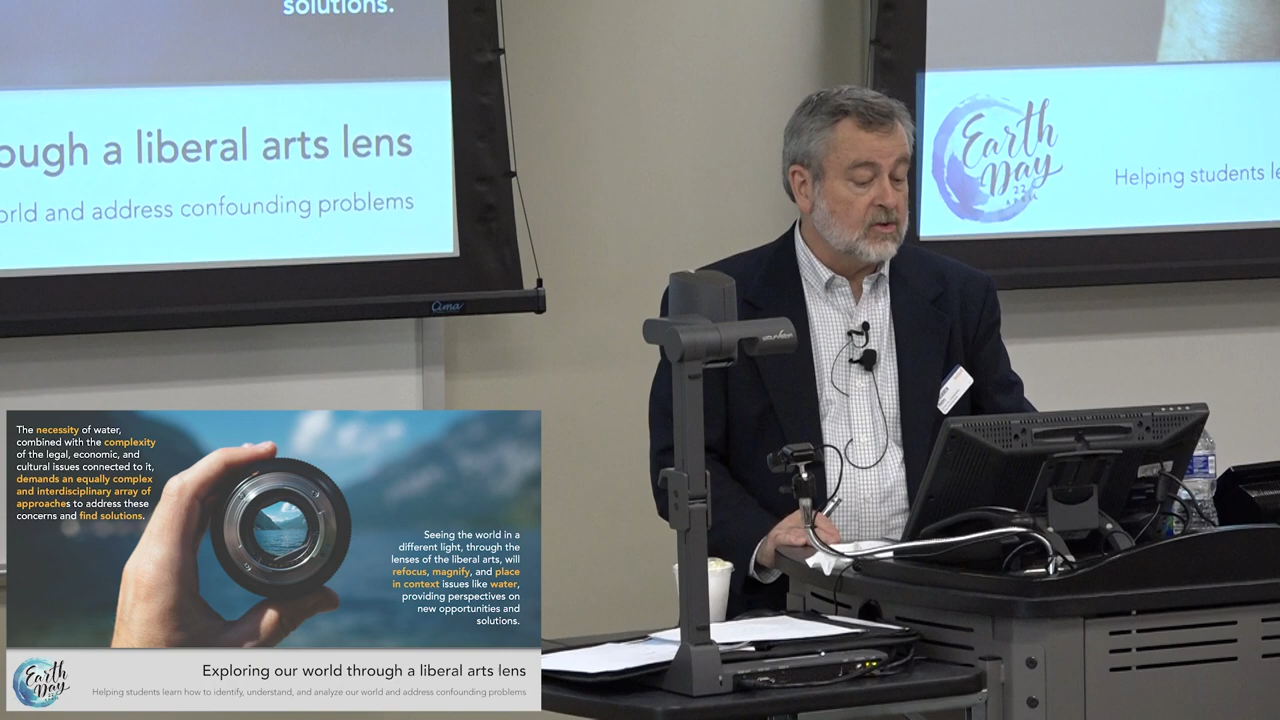 solutions.
ough a liberal arts lens
orld and address confounding problems
Earth
Day
22
APRIL
Helping students le
The necessity of water,
combined with the complexity
of the legal, economic, and
cultural issues connected to it,
demands an equally complex
and interdisciplinary array of
approaches to address these
concerns and find solutions.
Seeing the world in a
different light, through the
lenses of the liberal arts, will
refocus, magnify, and place
in context issues like water,
providing perspectives on
new opportunities and
solutions.
Earth
Day
Exploring our world through a liberal arts lens
Helping students learn how to identify, understand, and analyze our world and address confounding problems